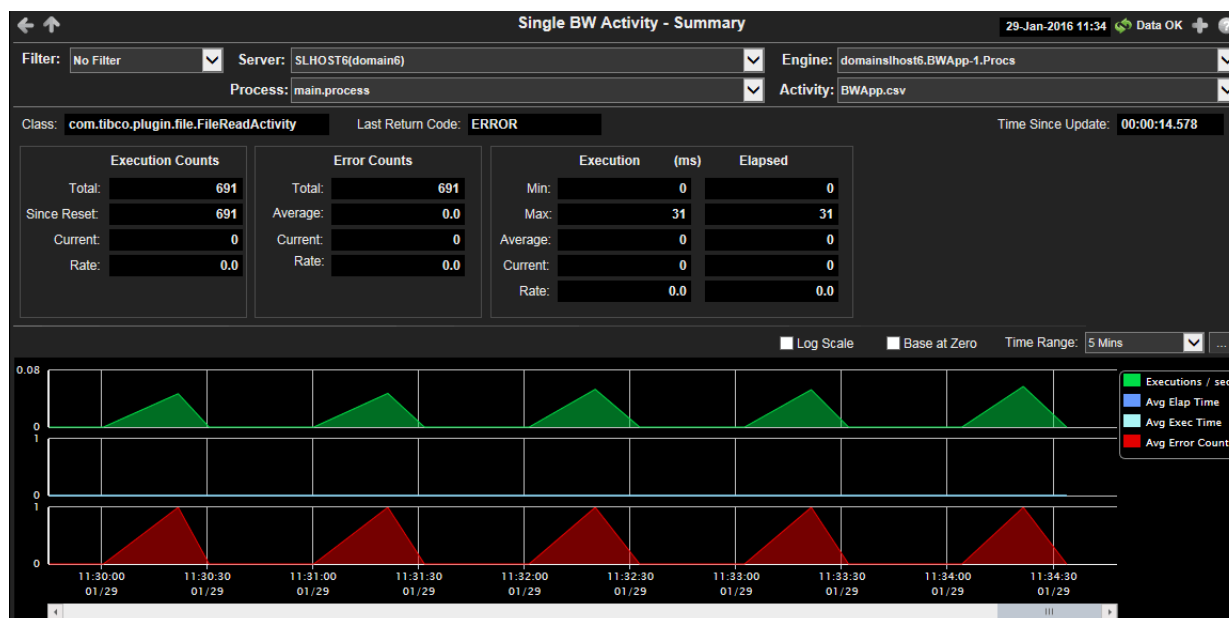 Single BW Activity - Summary
29-Jan-2016 11:34 Data OK
Filter: No Filter Server: SLHOST6(domain6) Engine: domainslhost6.BWApp-1.Procs
Process: main.process Activity: BWApp.csv
Class: com.tibco.plugin.file.FileReadActivity Last Return Code: ERROR Time Since Update: 00:00:14.578
Execution Counts Error Counts Execution (ms) Elapsed
Total: 691 Total: 691 Min: 0 0
Since Reset: 691 Average: 0.0 Max: 31 31
Current: 0 Current: 0 Average: 0 0
Rate: 0.0 Rate: 0.0 Current: 0 0
Rate: 0.0 0.0
Log Scale Base at Zero Time Range: 5 Mins ...
0.08
Executions / sec
Avg Elap Time
Avg Exec Time
Avg Error Count
0
1
0
1
0
11:30:00 11:30:30 11:31:00 11:31:30 11:32:00 11:32:30 11:33:00 11:33:30 11:34:00 11:34:30
01/29 01/29 01/29 01/29 01/29 01/29 01/29 01/29 01/29 01/29